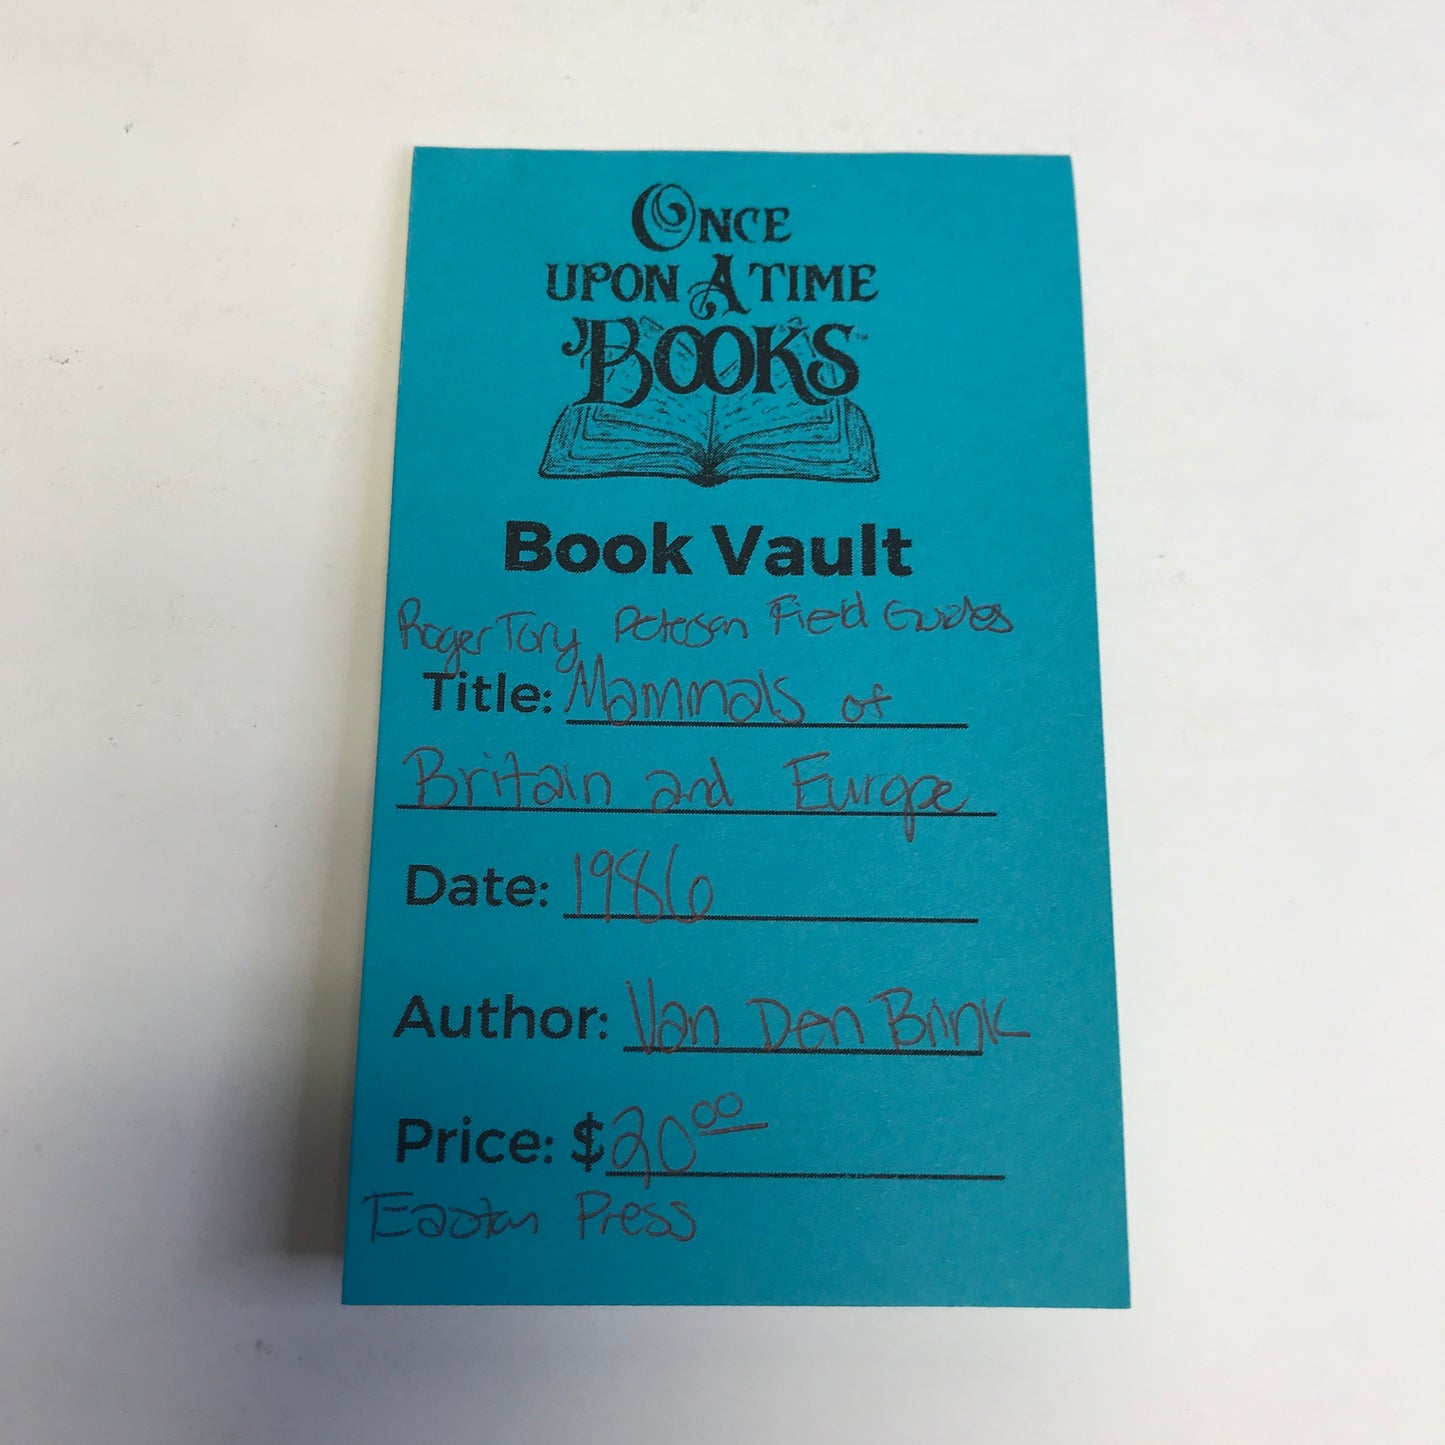 ONCE
UPON A TIME
BOOKS
Book Vault
Roger Tory Peterson Field Guides
Title: Mammals of
Britain and Europe
Date: 1986
Author: Van Den Brink
Price: $20.00
Easton Press